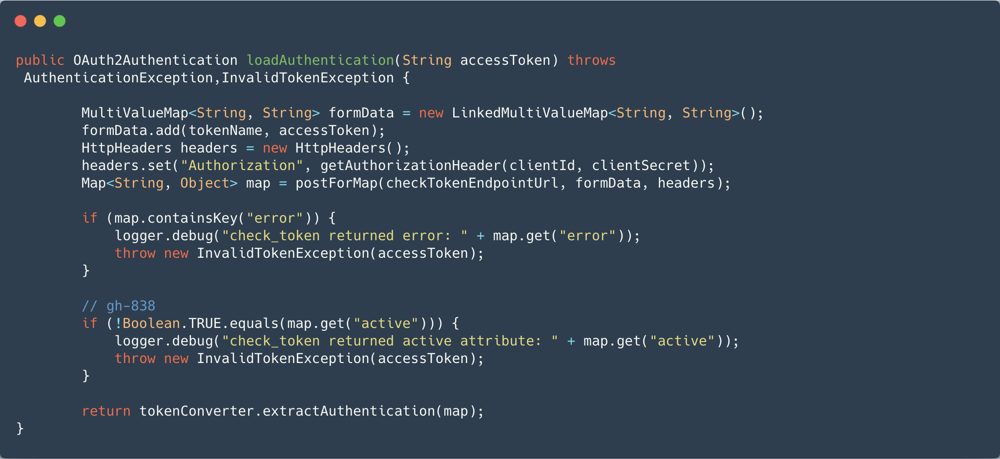 public OAuth2Authentication loadAuthentication(String accessToken) throws
 AuthenticationException,InvalidTokenException {

        MultiValueMap<String, String> formData = new LinkedMultiValueMap<String, String>();
        formData.add(tokenName, accessToken);
        HttpHeaders headers = new HttpHeaders();
        headers.set("Authorization", getAuthorizationHeader(clientId, clientSecret));
        Map<String, Object> map = postForMap(checkTokenEndpointUrl, formData, headers);

        if (map.containsKey("error")) {
            logger.debug("check_token returned error: " + map.get("error"));
            throw new InvalidTokenException(accessToken);
        }

        // gh-838
        if (!Boolean.TRUE.equals(map.get("active"))) {
            logger.debug("check_token returned active attribute: " + map.get("active"));
            throw new InvalidTokenException(accessToken);
        }

        return tokenConverter.extractAuthentication(map);
}